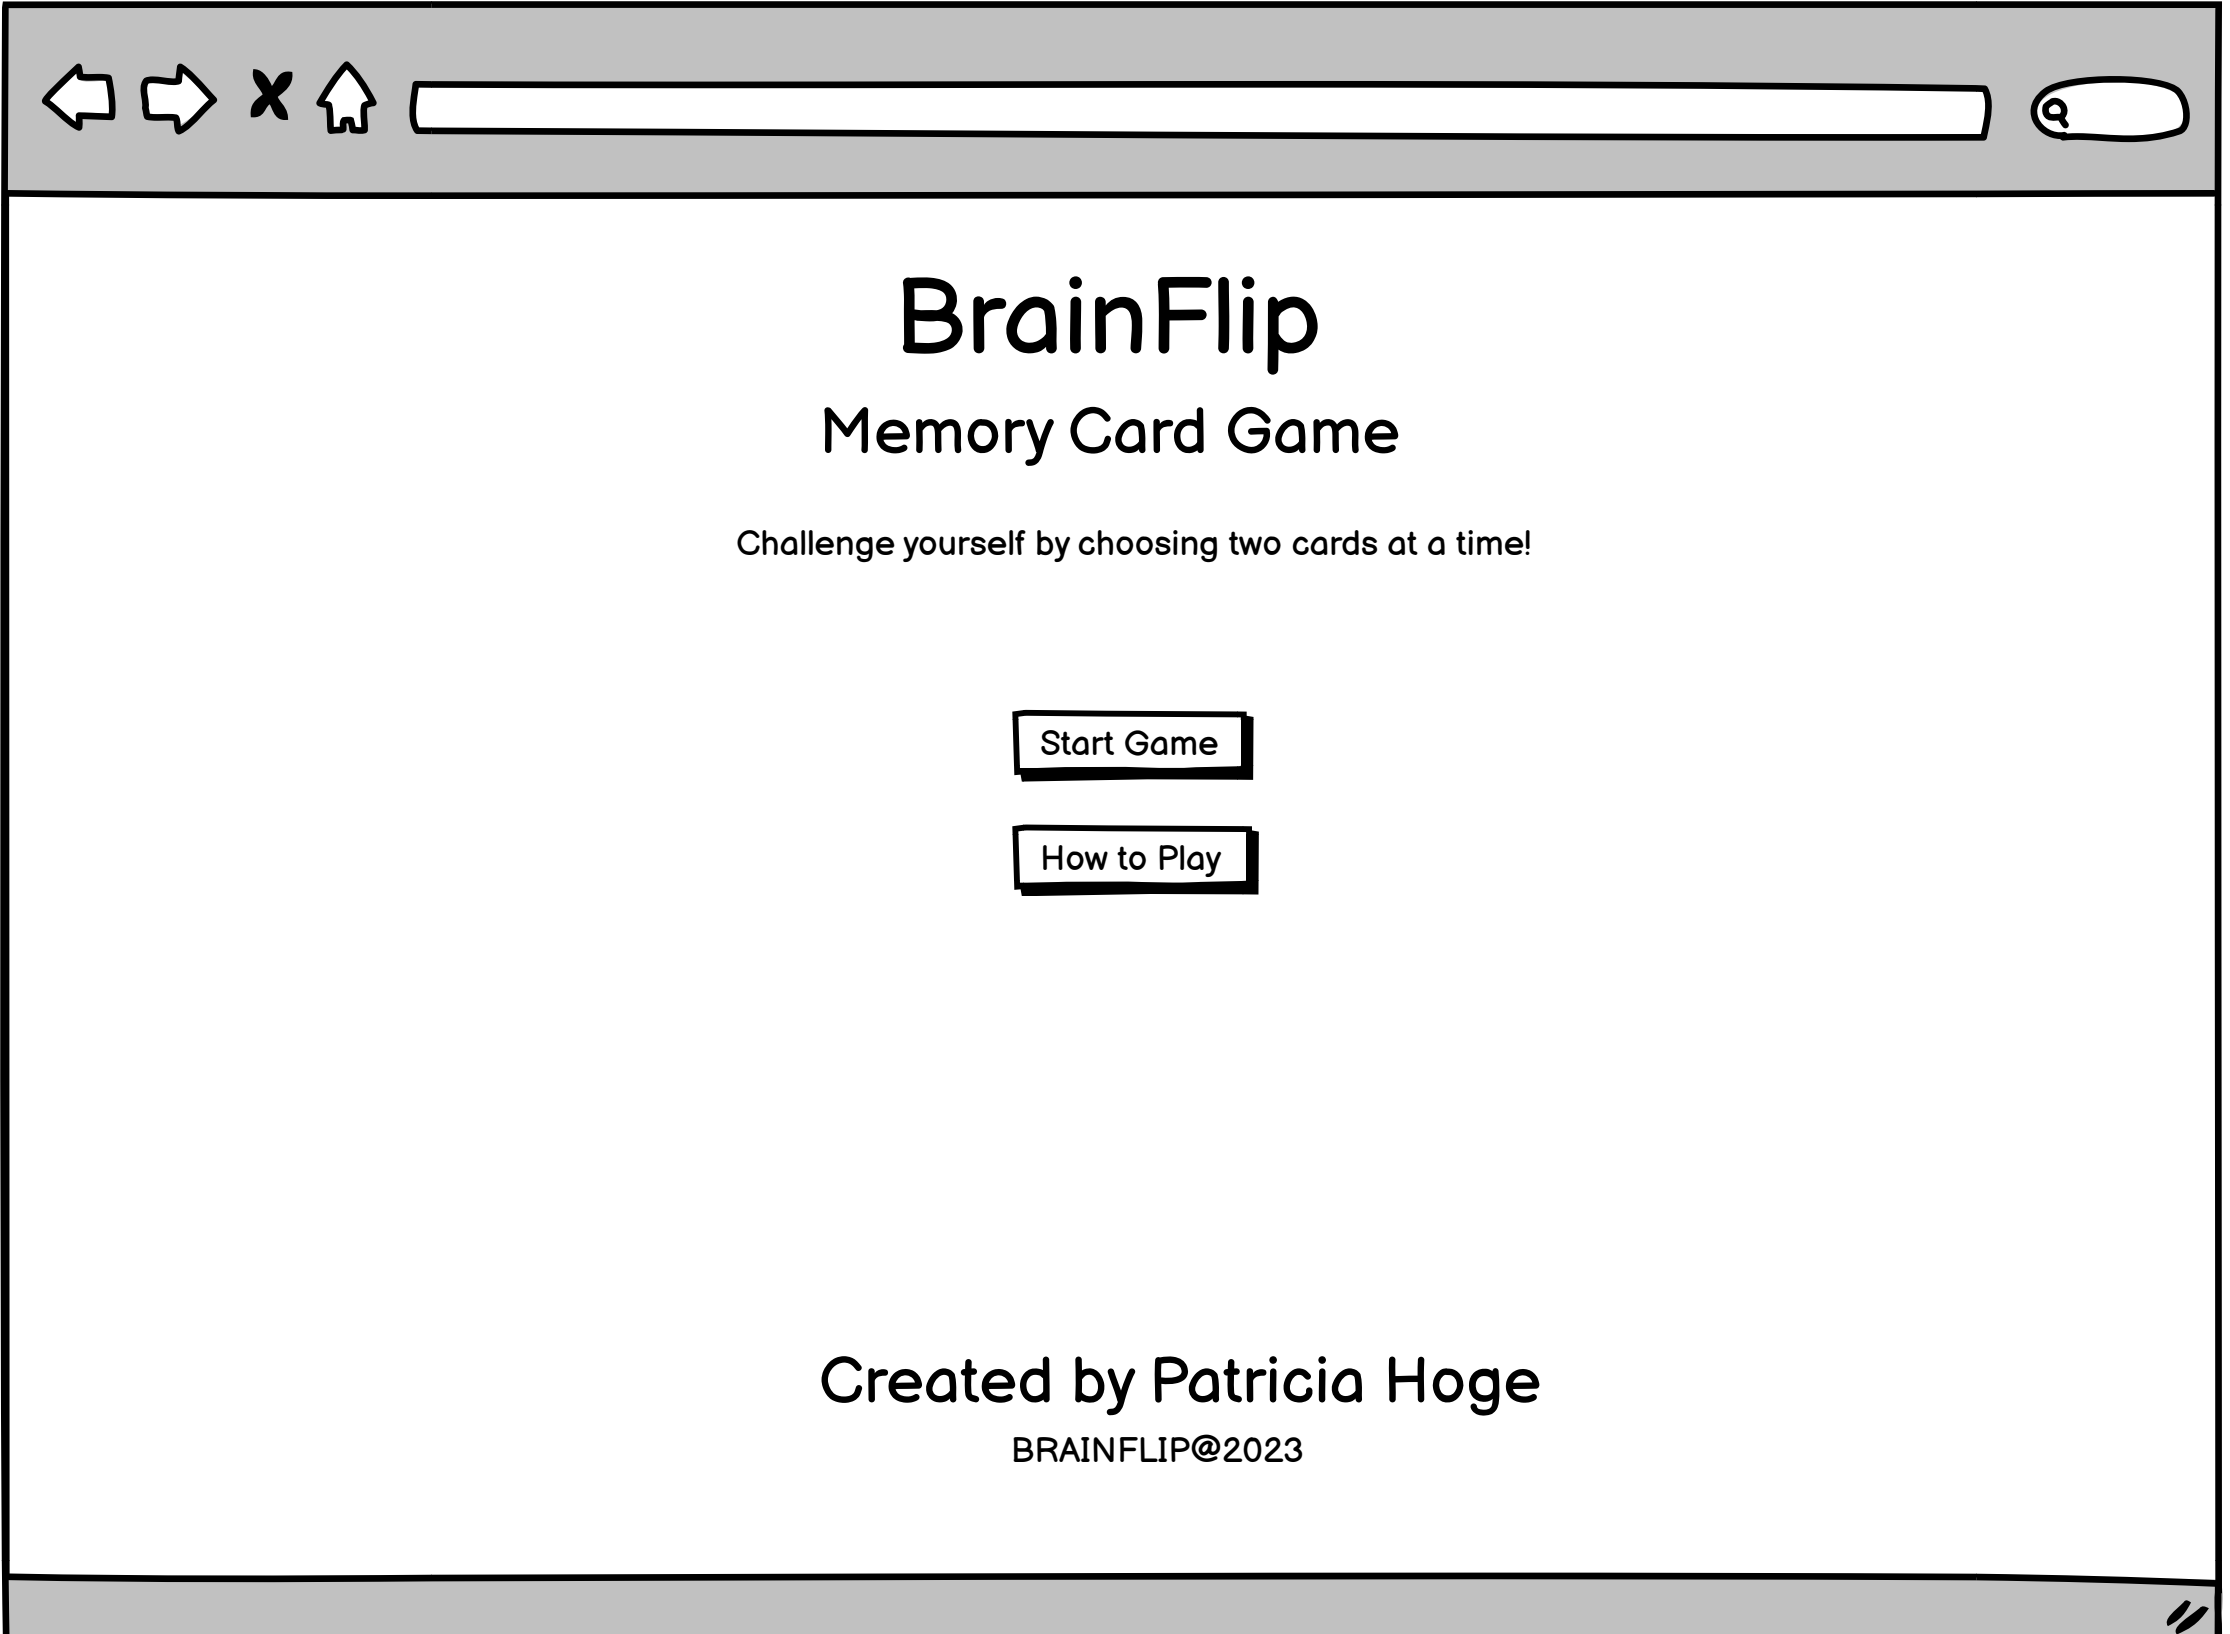 BrainFlip
Memory Card Game
Challenge yourself by choosing two cards at a time!
Start Game
How to Play
Created by Patricia Hoge
BRAINFLIP@2023